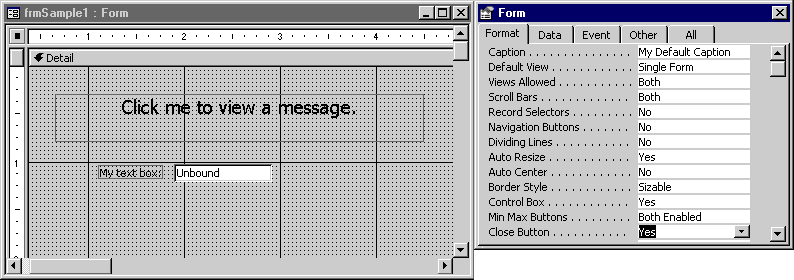 frmSample1 : Form
1 2 3 4
Detail
Click me to view a message.
1
My text box: Unbound
Form
Format Data Event Other All
Caption . . . . . . . . . . . . . . . . My Default Caption
Default View . . . . . . . . . . . . Single Form
Views Allowed . . . . . . . . . . . Both
Scroll Bars . . . . . . . . . . . . . Both
Record Selectors . . . . . . . . . No
Navigation Buttons . . . . . . . No
Dividing Lines . . . . . . . . . . . No
Auto Resize . . . . . . . . . . . . Yes
Auto Center . . . . . . . . . . . . No
Border Style . . . . . . . . . . . . Sizable
Control Box . . . . . . . . . . . . Yes
Min Max Buttons . . . . . . . . . Both Enabled
Close Button . . . . . . . . . . . Yes